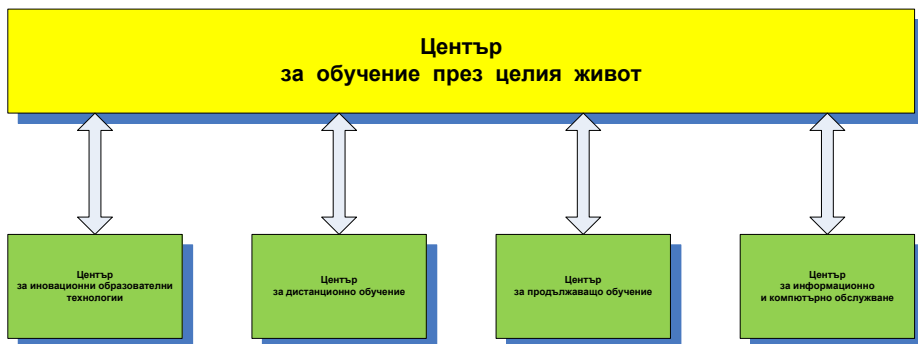 Център
за обучение през целия живот
Център
за иновационни образователни
технологии
Център
за дистанционно обучение
Център
за продължаващо обучение
Център
за информационно
и компютърно обслужване